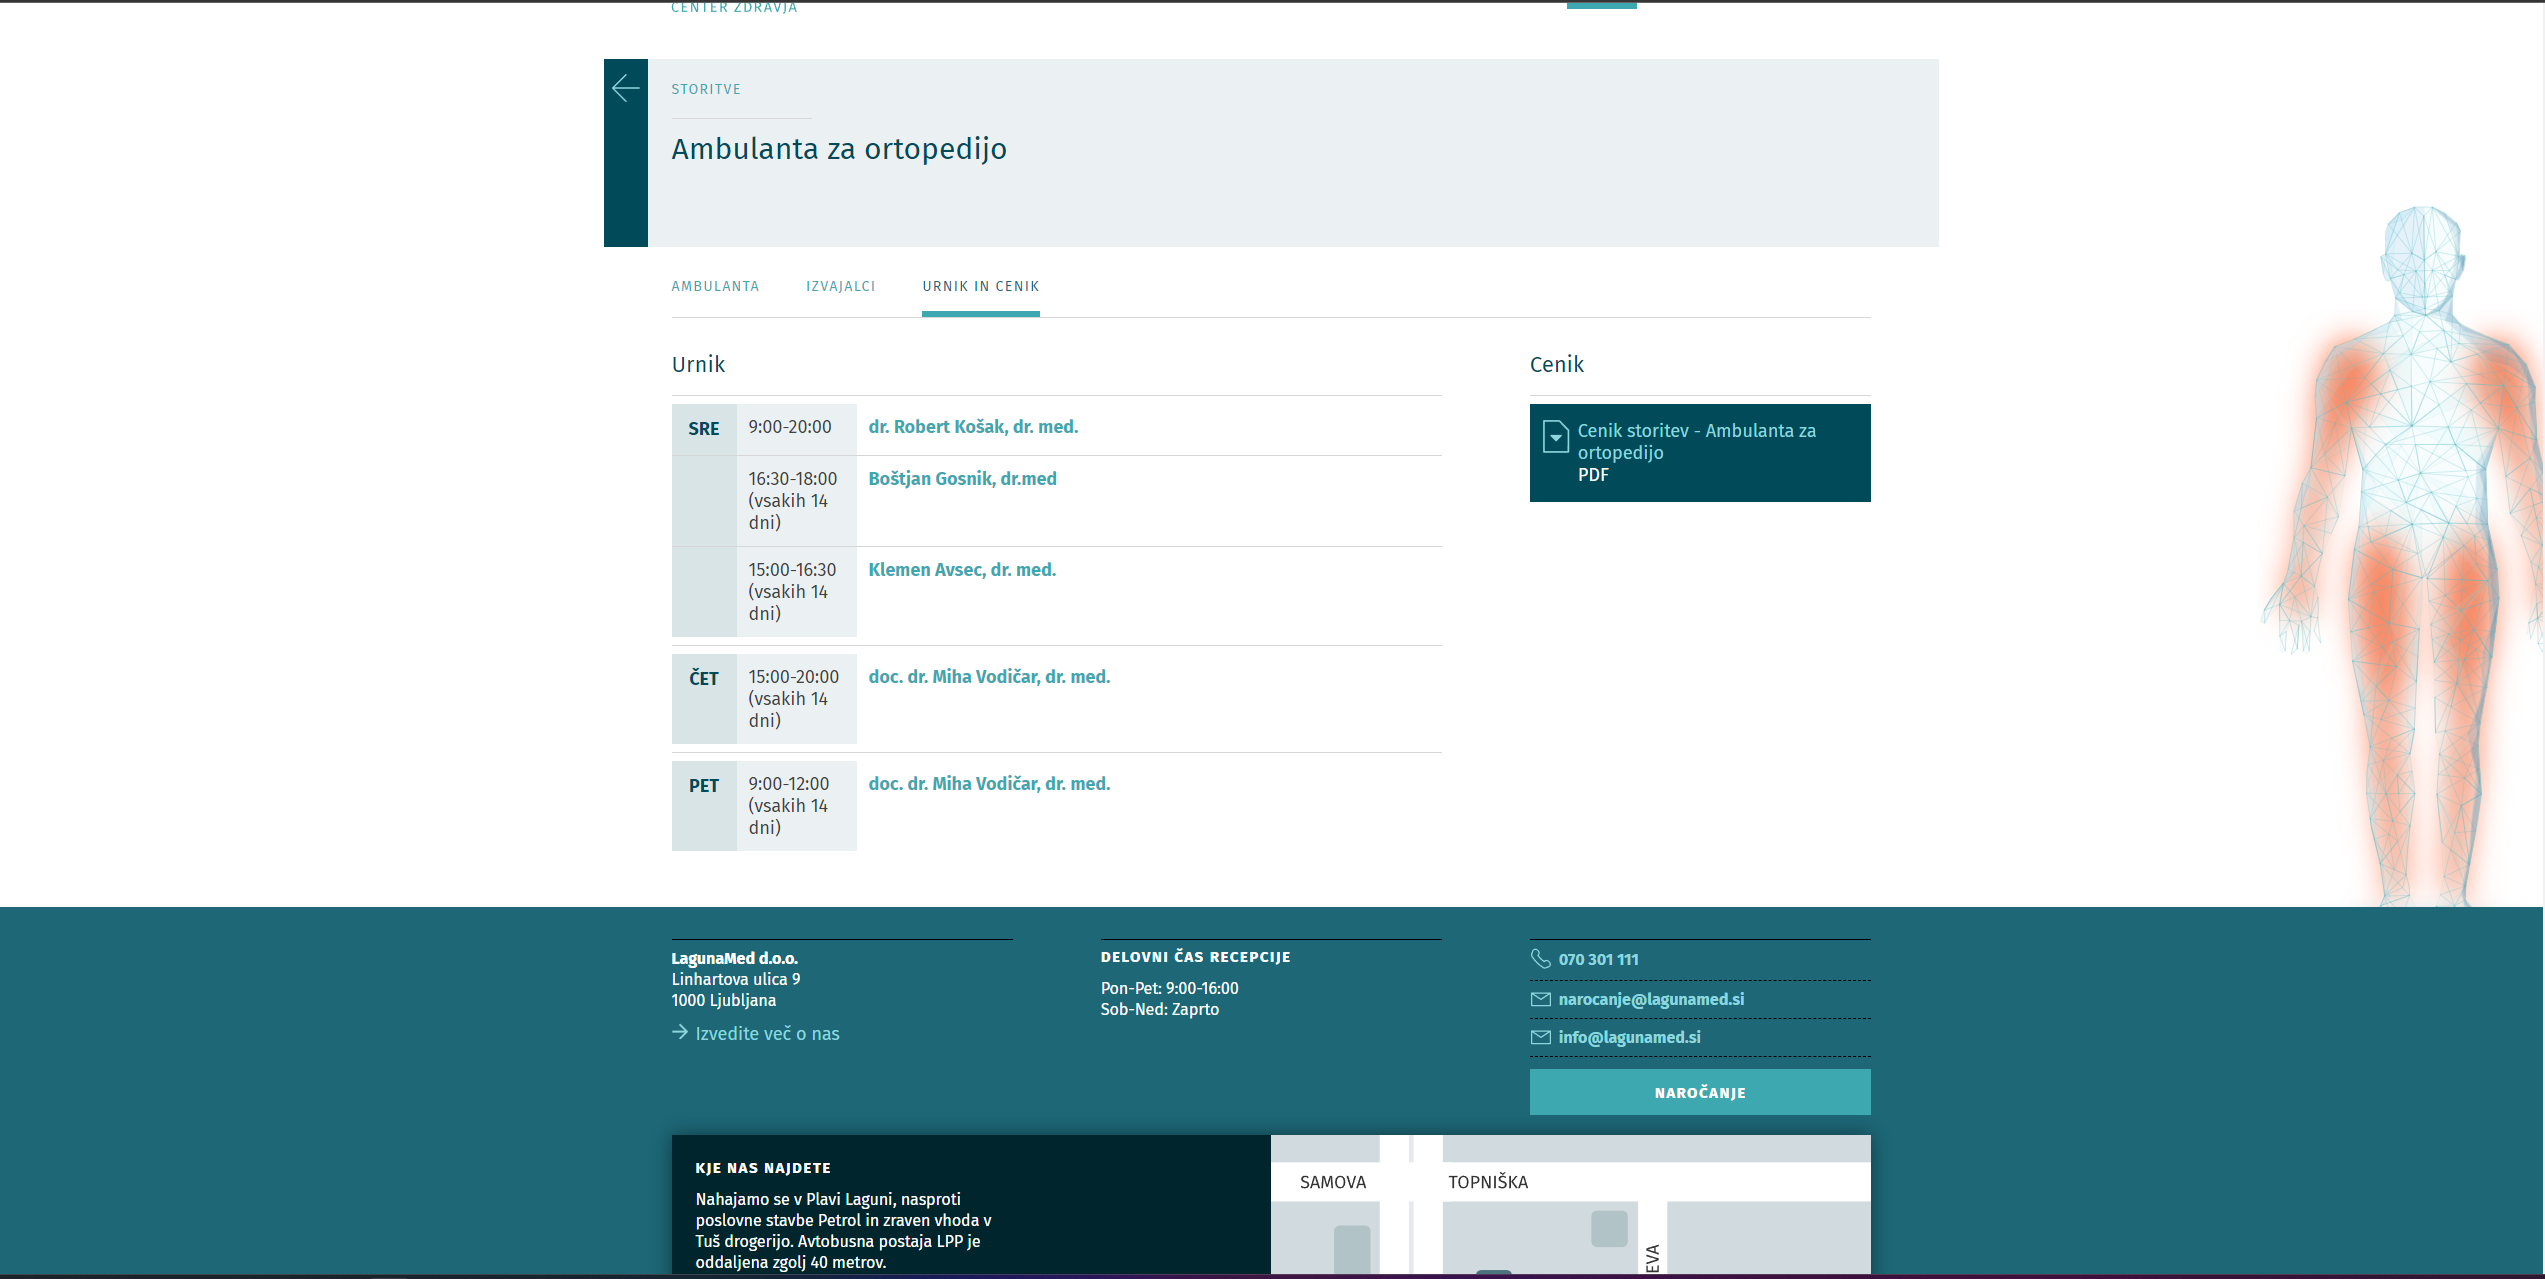 CENTER ZDRAVJA
STORITVE
Ambulanta za ortopedijo
AMBULANTA
IZVAJALCI
URNIK IN CENIK
Urnik
SRE
9:00-20:00
dr. Robert Košak, dr. med.
16:30-18:00
(vsakih 14
dni)
Boštjan Gosnik, dr.med
15:00-16:30
(vsakih 14
dni)
Klemen Avsec, dr. med.
ČET
15:00-20:00
(vsakih 14
dni)
doc. dr. Miha Vodičar, dr. med.
PET
9:00-12:00
(vsakih 14
dni)
doc. dr. Miha Vodičar, dr. med.
Cenik
Cenik storitev - Ambulanta za
ortopedijo
PDF
LagunaMed d.o.o.
Linhartova ulica 9
1000 Ljubljana
Izvedite več o nas
DELOVNI ČAS RECEPCIJE
Pon-Pet: 9:00-16:00
Sob-Ned: Zaprto
070 301 111
narocanje@lagunamed.si
info@lagunamed.si
NAROČANJE
KJE NAS NAJDETE
Nahajamo se v Plavi Laguni, nasproti
poslovne stavbe Petrol in zraven vhoda v
Tuš drogerijo. Avtobusna postaja LPP je
oddaljena zgolj 40 metrov.
SAMOVA
TOPNIŠKA
EVA